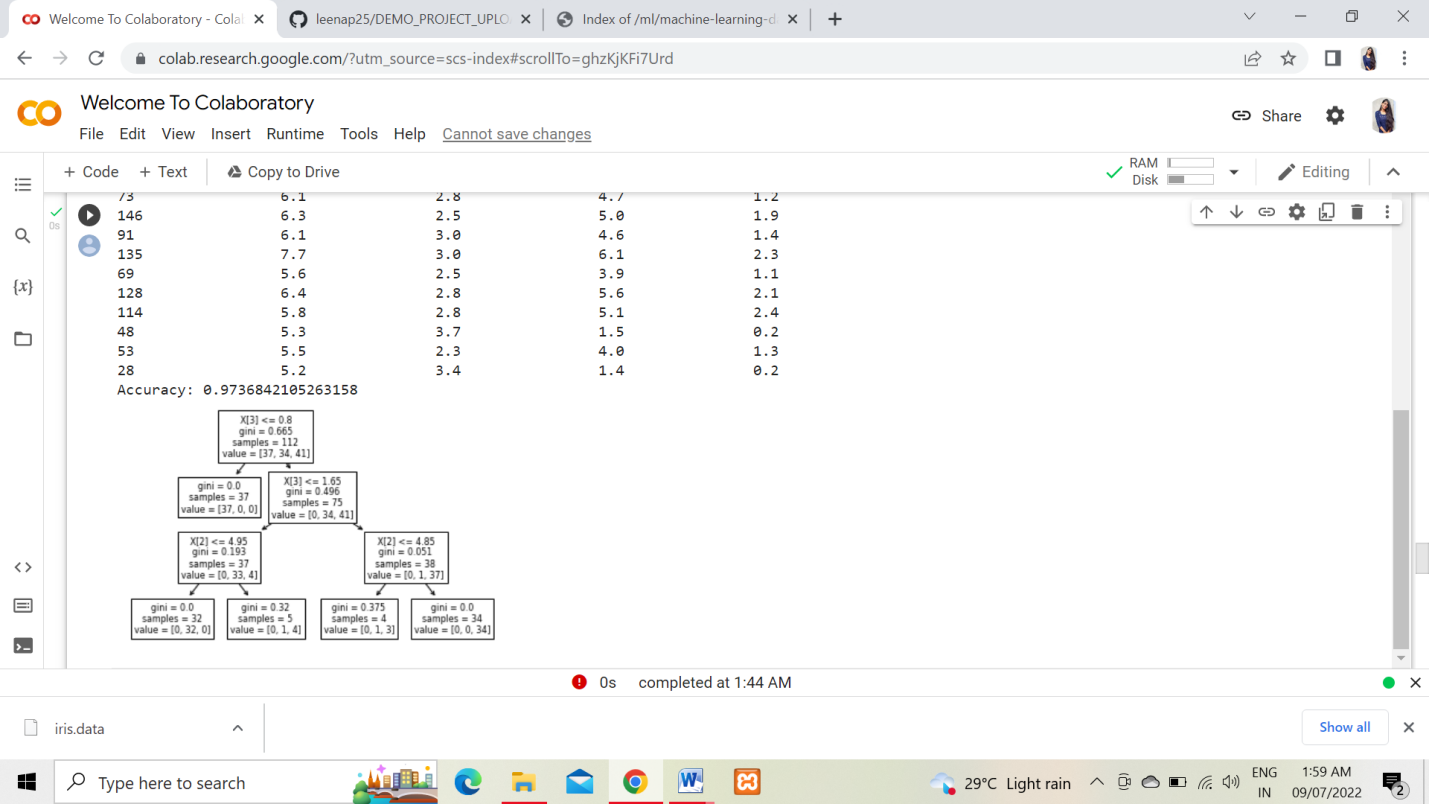 Welcome To Colaboratory - Cola
leenap25/DEMO_PROJECT_UPLO
Index of /ml/machine-learning-d
colab.research.google.com/?utm_source=scs-index#scrollTo=ghzKjKFi7Urd
Welcome To Colaboratory
File Edit View Insert Runtime Tools Help Cannot save changes
Share
+ Code + Text Copy to Drive
RAM
Disk
Editing
0s
73 6.1 2.8 4.7 1.2
146 6.3 2.5 5.0 1.9
91 6.1 3.0 4.6 1.4
135 7.7 3.0 6.1 2.3
69 5.6 2.5 3.9 1.1
128 6.4 2.8 5.6 2.1
114 5.8 2.8 5.1 2.4
48 5.3 3.7 1.5 0.2
53 5.5 2.3 4.0 1.3
28 5.2 3.4 1.4 0.2
Accuracy: 0.9736842105263158
X[3] <= 0.8
gini = 0.665
samples = 112
value = [37, 34, 41]
gini = 0.0
samples = 37
value = [37, 0, 0]
X[3] <= 1.65
gini = 0.496
samples = 75
value = [0, 34, 41]
X[2] <= 4.95
gini = 0.193
samples = 37
value = [0, 33, 4]
X[2] <= 4.85
gini = 0.051
samples = 38
value = [0, 1, 37]
gini = 0.0
samples = 32
value = [0, 32, 0]
gini = 0.32
samples = 5
value = [0, 1, 4]
gini = 0.375
samples = 4
value = [0, 1, 3]
gini = 0.0
samples = 34
value = [0, 0, 34]
{x}
0s completed at 1:44 AM
iris.data
Show all
Type here to search
29°C Light rain
ENG
IN
1:59 AM
09/07/2022
2